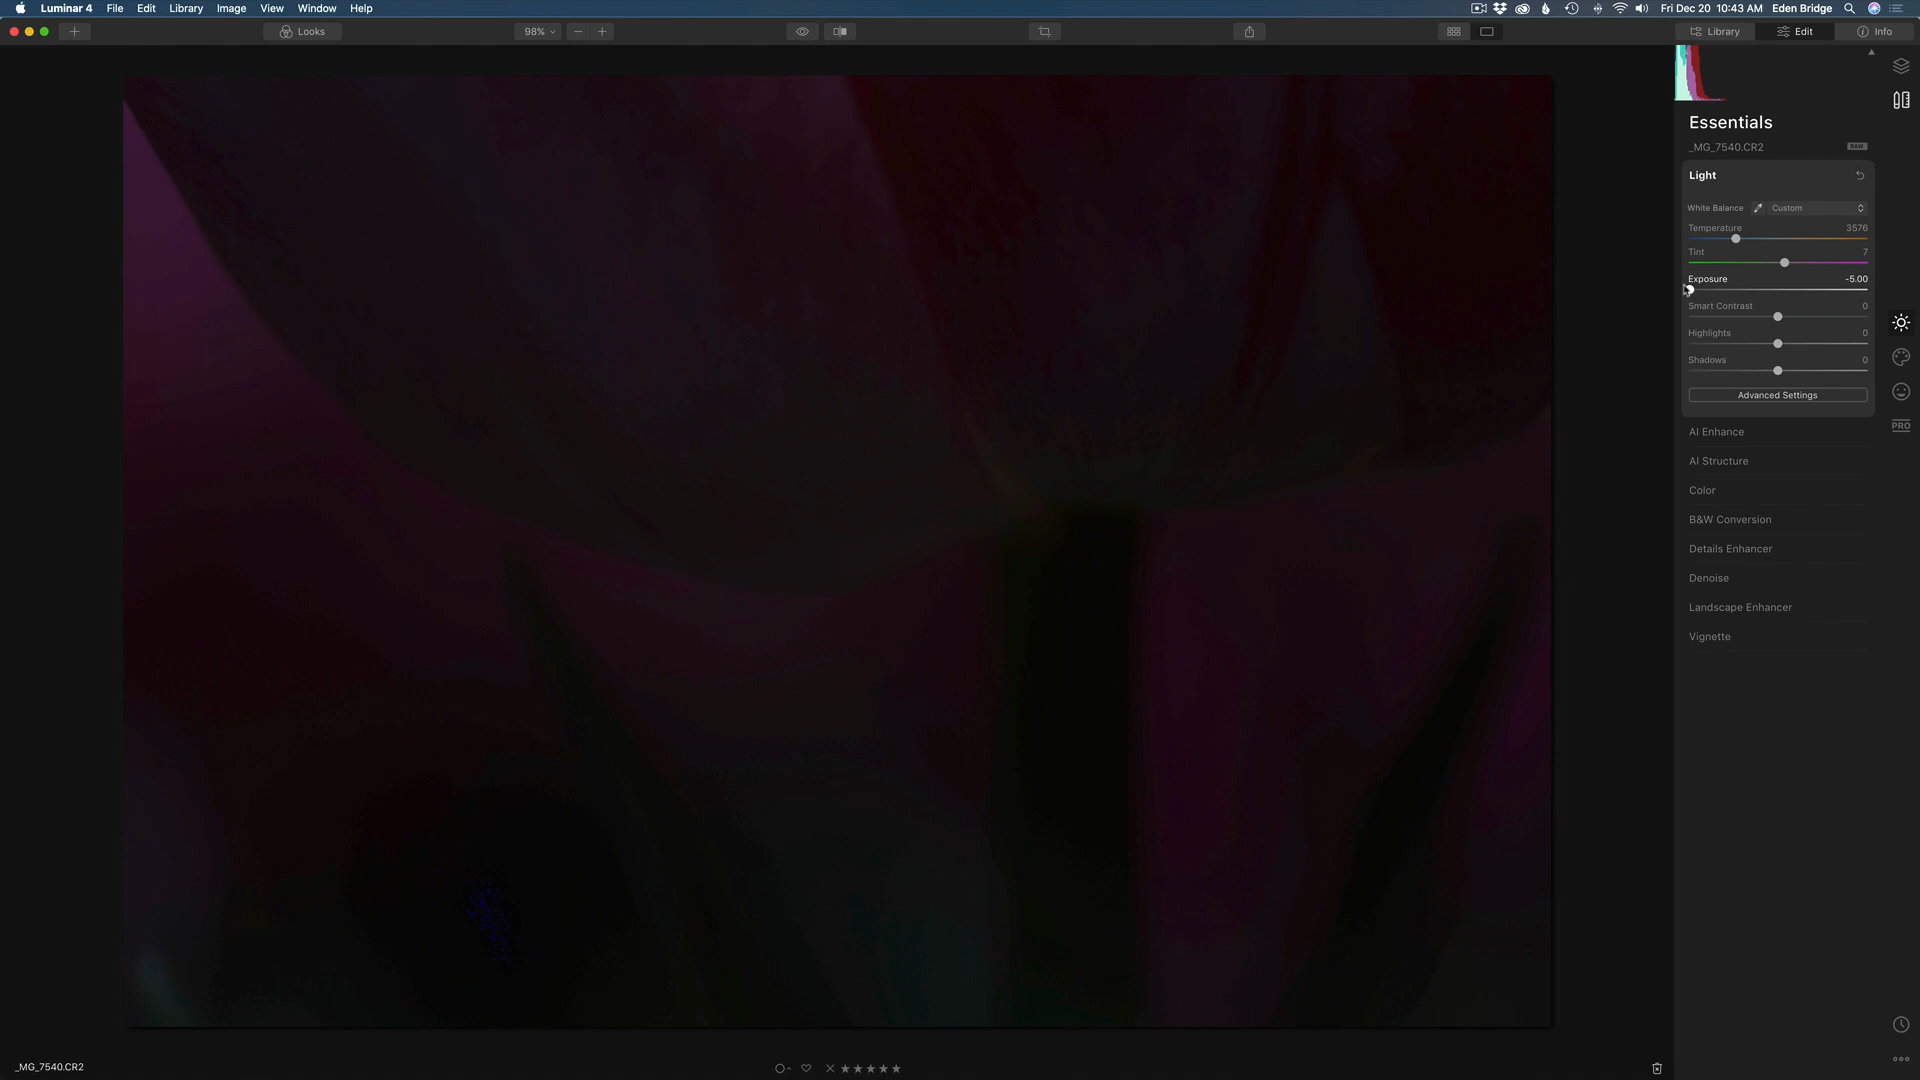 Luminar 4 File Edit Library Image View Window Help Fri Dec 20 10:43 AM Eden Bridge
Looks 98% Library Edit Info
Essentials
_MG_7540.CR2 RAW
Light
White Balance Custom
Temperature 3576
Tint 7
Exposure -5.00
Smart Contrast 0
Highlights 0
Shadows 0
Advanced Settings
PRO
AI Enhance
AI Structure
Color
B&W Conversion
Details Enhancer
Denoise
Landscape Enhancer
Vignette
_MG_7540.CR2